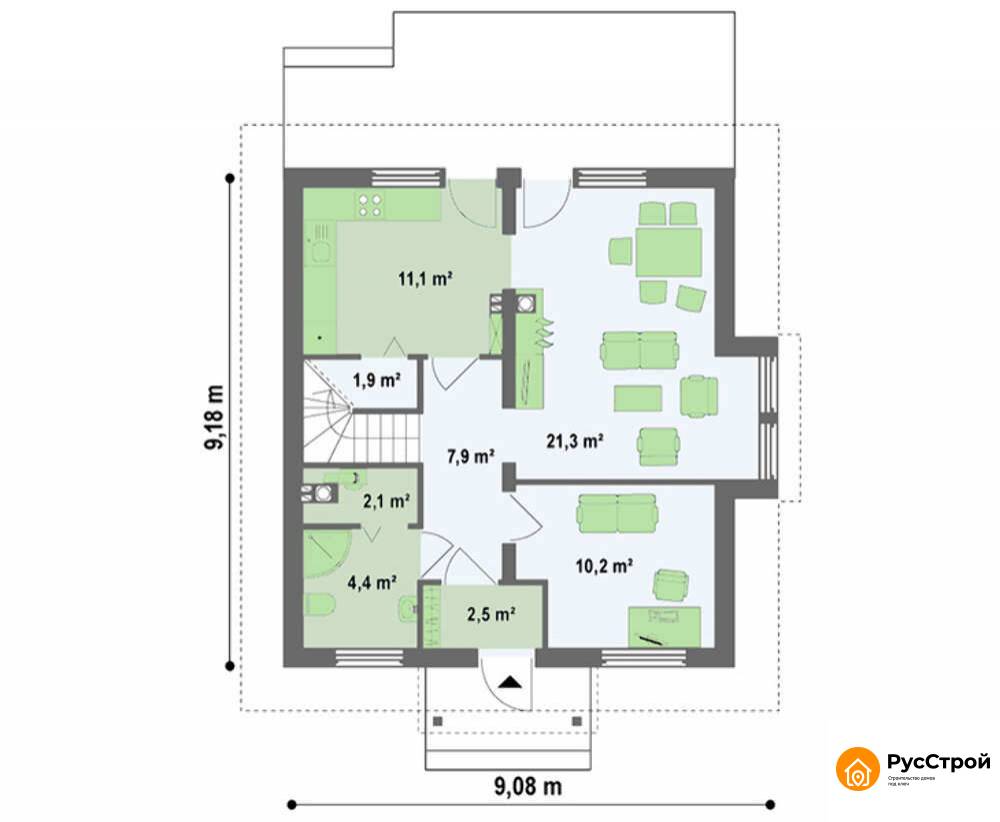 11,1 m²
1,9 m²
9,18 m
21,3 m²
7,9 m²
2,1 m²
10,2 m²
4,4 m²
2,5 m²
РусСтрой
Строительство домов
под ключ
9,08 m